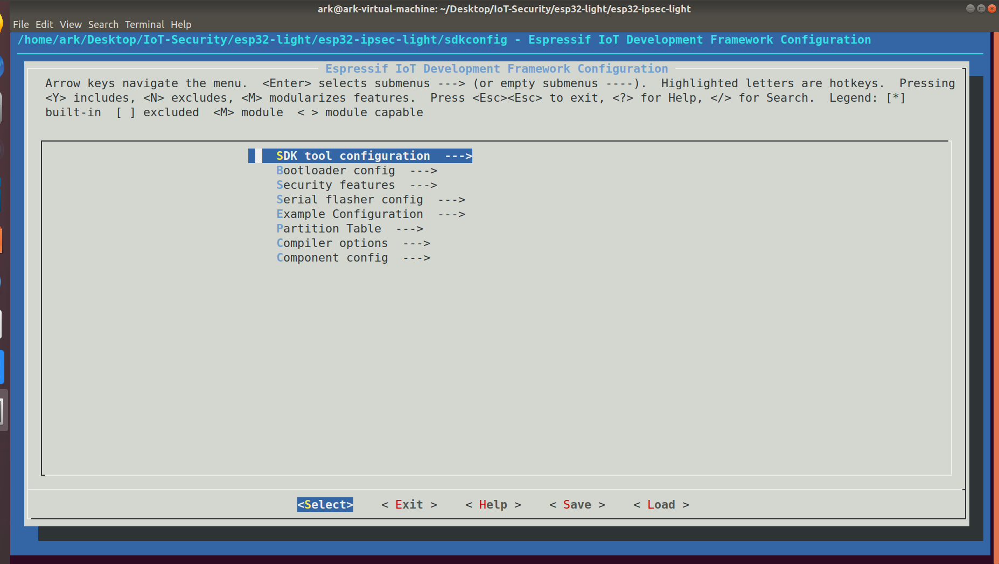 ark@ark-virtual-machine: ~/Desktop/IoT-Security/esp32-light/esp32-ipsec-light
File Edit View Search Terminal Help
/home/ark/Desktop/IoT-Security/esp32-light/esp32-ipsec-light/sdkconfig - Espressif IoT Development Framework Configuration
Espressif IoT Development Framework Configuration
Arrow keys navigate the menu.  <Enter> selects submenus ---> (or empty submenus ----).  Highlighted letters are hotkeys.  Pressing
<Y> includes, <N> excludes, <M> modularizes features.  Press <Esc><Esc> to exit, <?> for Help, </> for Search.  Legend: [*]
built-in  [ ] excluded  <M> module  < > module capable
SDK tool configuration  --->
Bootloader config  --->
Security features  --->
Serial flasher config  --->
Example Configuration  --->
Partition Table  --->
Compiler options  --->
Component config  --->
<Select>    < Exit >    < Help >    < Save >    < Load >